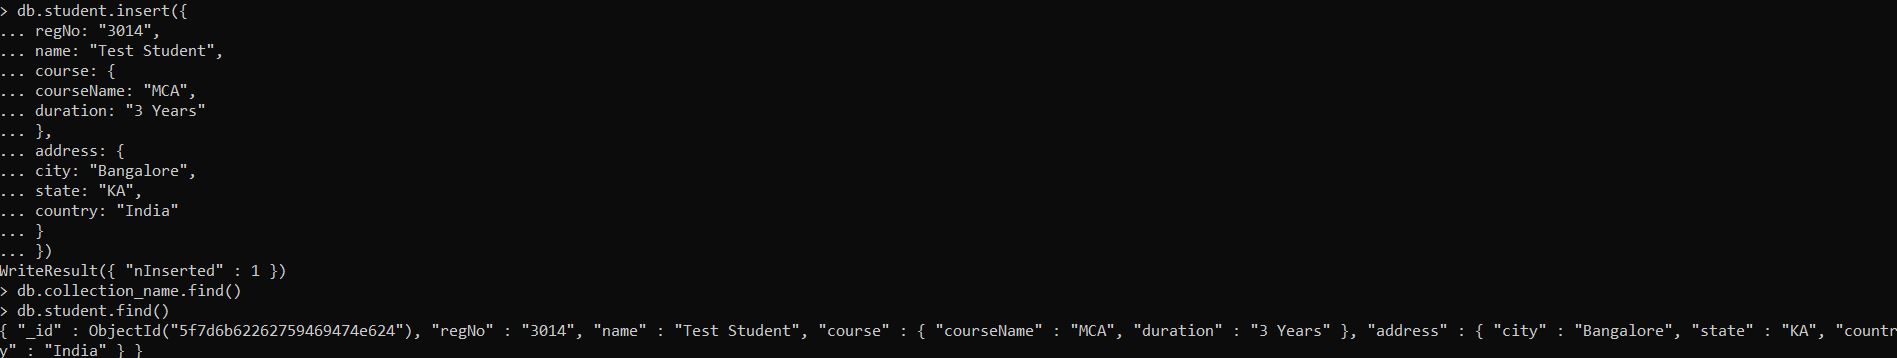 > db.student.insert({
... regNo: "3014",
... name: "Test Student",
... course: {
... courseName: "MCA",
... duration: "3 Years"
... },
... address: {
... city: "Bangalore",
... state: "KA",
... country: "India"
... }
... })
WriteResult({ "nInserted" : 1 })
> db.collection_name.find()
> db.student.find()
{ "_id" : ObjectId("5f7d6b62262759469474e624"), "regNo" : "3014", "name" : "Test Student", "course" : { "courseName" : "MCA", "duration" : "3 Years" }, "address" : { "city" : "Bangalore", "state" : "KA", "countr
y" : "India" } }